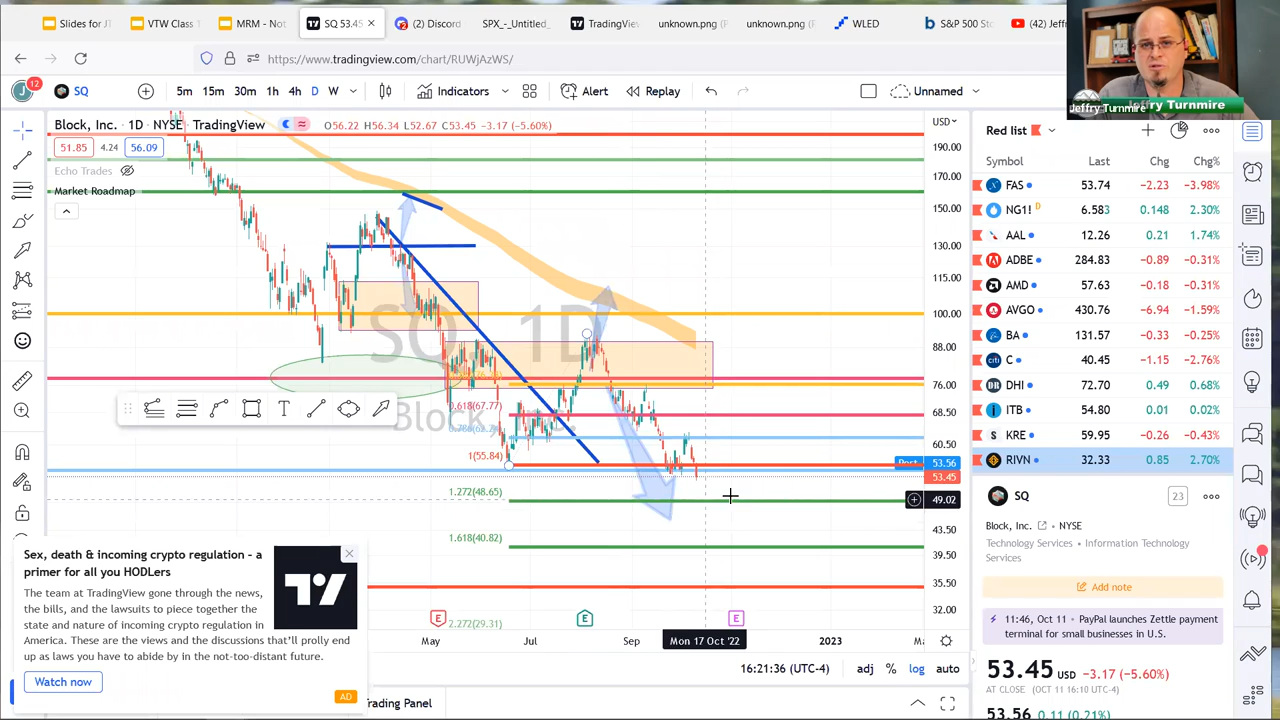 Slides for JT
VTW Class
MRM - Not
SQ 53.45
(42) Discord
SPX_-_Untitled_
TradingView
unknown.png (
unknown.png (
WLED
S&P 500 St
(42) Jef
https://www.tradingview.com/chart/RUWjAzWS/
Jeffry Turnmire
Jeffry Turnmire
J
12
SQ
5m
15m
30m
1h
4h
D
W
Indicators
Alert
Replay
Unnamed
Block, Inc. · 1D · NYSE · TradingView
O56.22 H56.34 L52.67 C53.45 −3.17 (−5.60%)
51.85
4.24
56.09
Echo Trades
Market Roadmap
SQ, 1D
Block, Inc.
0.618(67.77)
1(55.84)
1.272(48.65)
1.618(40.82)
2.272(29.31)
USD
190.00
170.00
150.00
130.00
115.00
100.00
88.00
76.00
68.50
60.50
Post
53.56
53.45
49.02
43.50
39.50
35.50
32.00
E
E
E
May
Jul
Sep
Mon 17 Oct '22
2023
Sex, death & incoming crypto regulation - a
primer for all you HODLers
The team at TradingView gone through the news,
the bills, and the lawsuits to piece together the
state and nature of incoming crypto regulation in
America. These are the views and the discussions that'll prolly end
up as laws you have to abide by in the not-too-distant future.
Watch now
AD
16:21:36 (UTC-4)
adj
%
log
auto
rading Panel
Red list
Symbol Last Chg Chg%
FAS 53.74 −2.23 −3.98%
NG1! D 6.583 0.148 2.30%
AAL 12.26 0.21 1.74%
ADBE 284.83 −0.89 −0.31%
AMD 57.63 −0.18 −0.31%
AVGO 430.76 −6.94 −1.59%
BA 131.57 −0.33 −0.25%
C 40.45 −1.15 −2.76%
DHI 72.70 0.49 0.68%
ITB 54.80 0.01 0.02%
KRE 59.95 −0.26 −0.43%
RIVN 32.33 0.85 2.70%
SQ
23
Block, Inc. NYSE
Technology Services • Information Technology
Services
Add note
11:46, Oct 11 • PayPal launches Zettle payment
terminal for small businesses in U.S.
53.45 USD −3.17 (−5.60%)
AT CLOSE (OCT 11 16:10 UTC-4)
53.56 0.11 (0.21%)